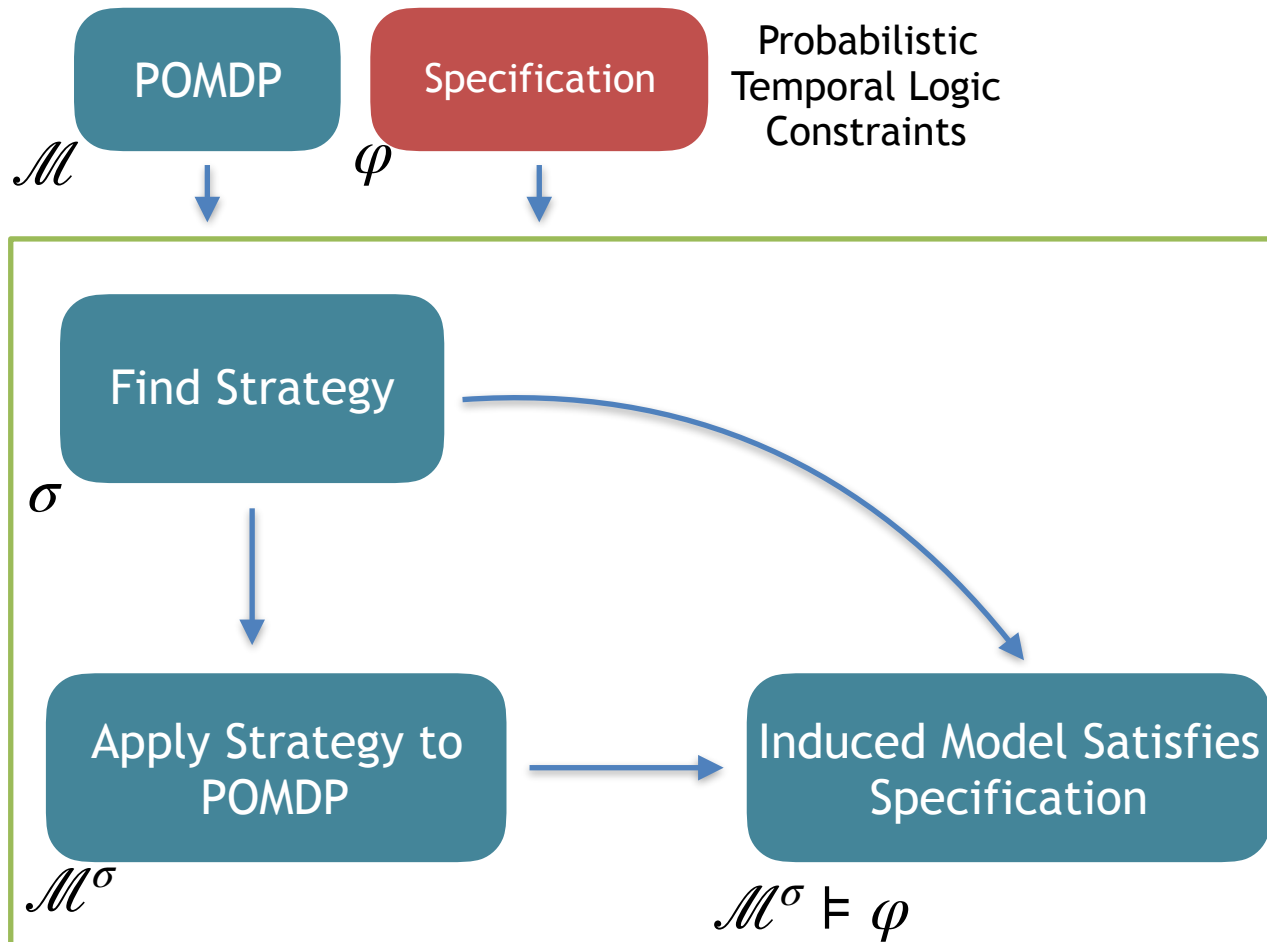 POMDP
Specification
Probabilistic
Temporal Logic
Constraints
ℳ
φ
Find Strategy
σ
Apply Strategy to
POMDP
Induced Model Satisfies
Specification
ℳ^σ
ℳ^σ ⊧ φ